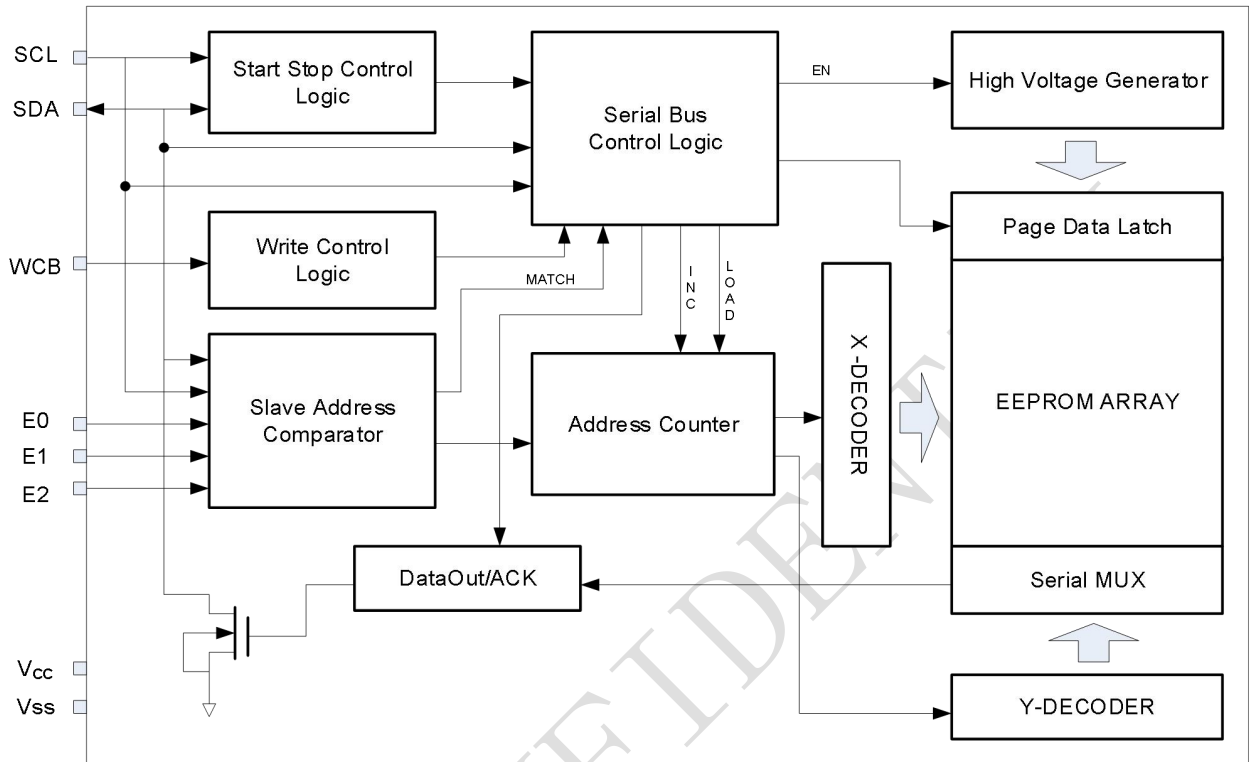 SCL
SDA
WCB
E0
E1
E2
Vcc
Vss
Start Stop Control
Logic
Write Control
Logic
Slave Address
Comparator
Serial Bus
Control Logic
EN
High Voltage Generator
Page Data Latch
MATCH
INC
LOAD
Address Counter
X-DECODER
EEPROM ARRAY
DataOut/ACK
Serial MUX
Y-DECODER